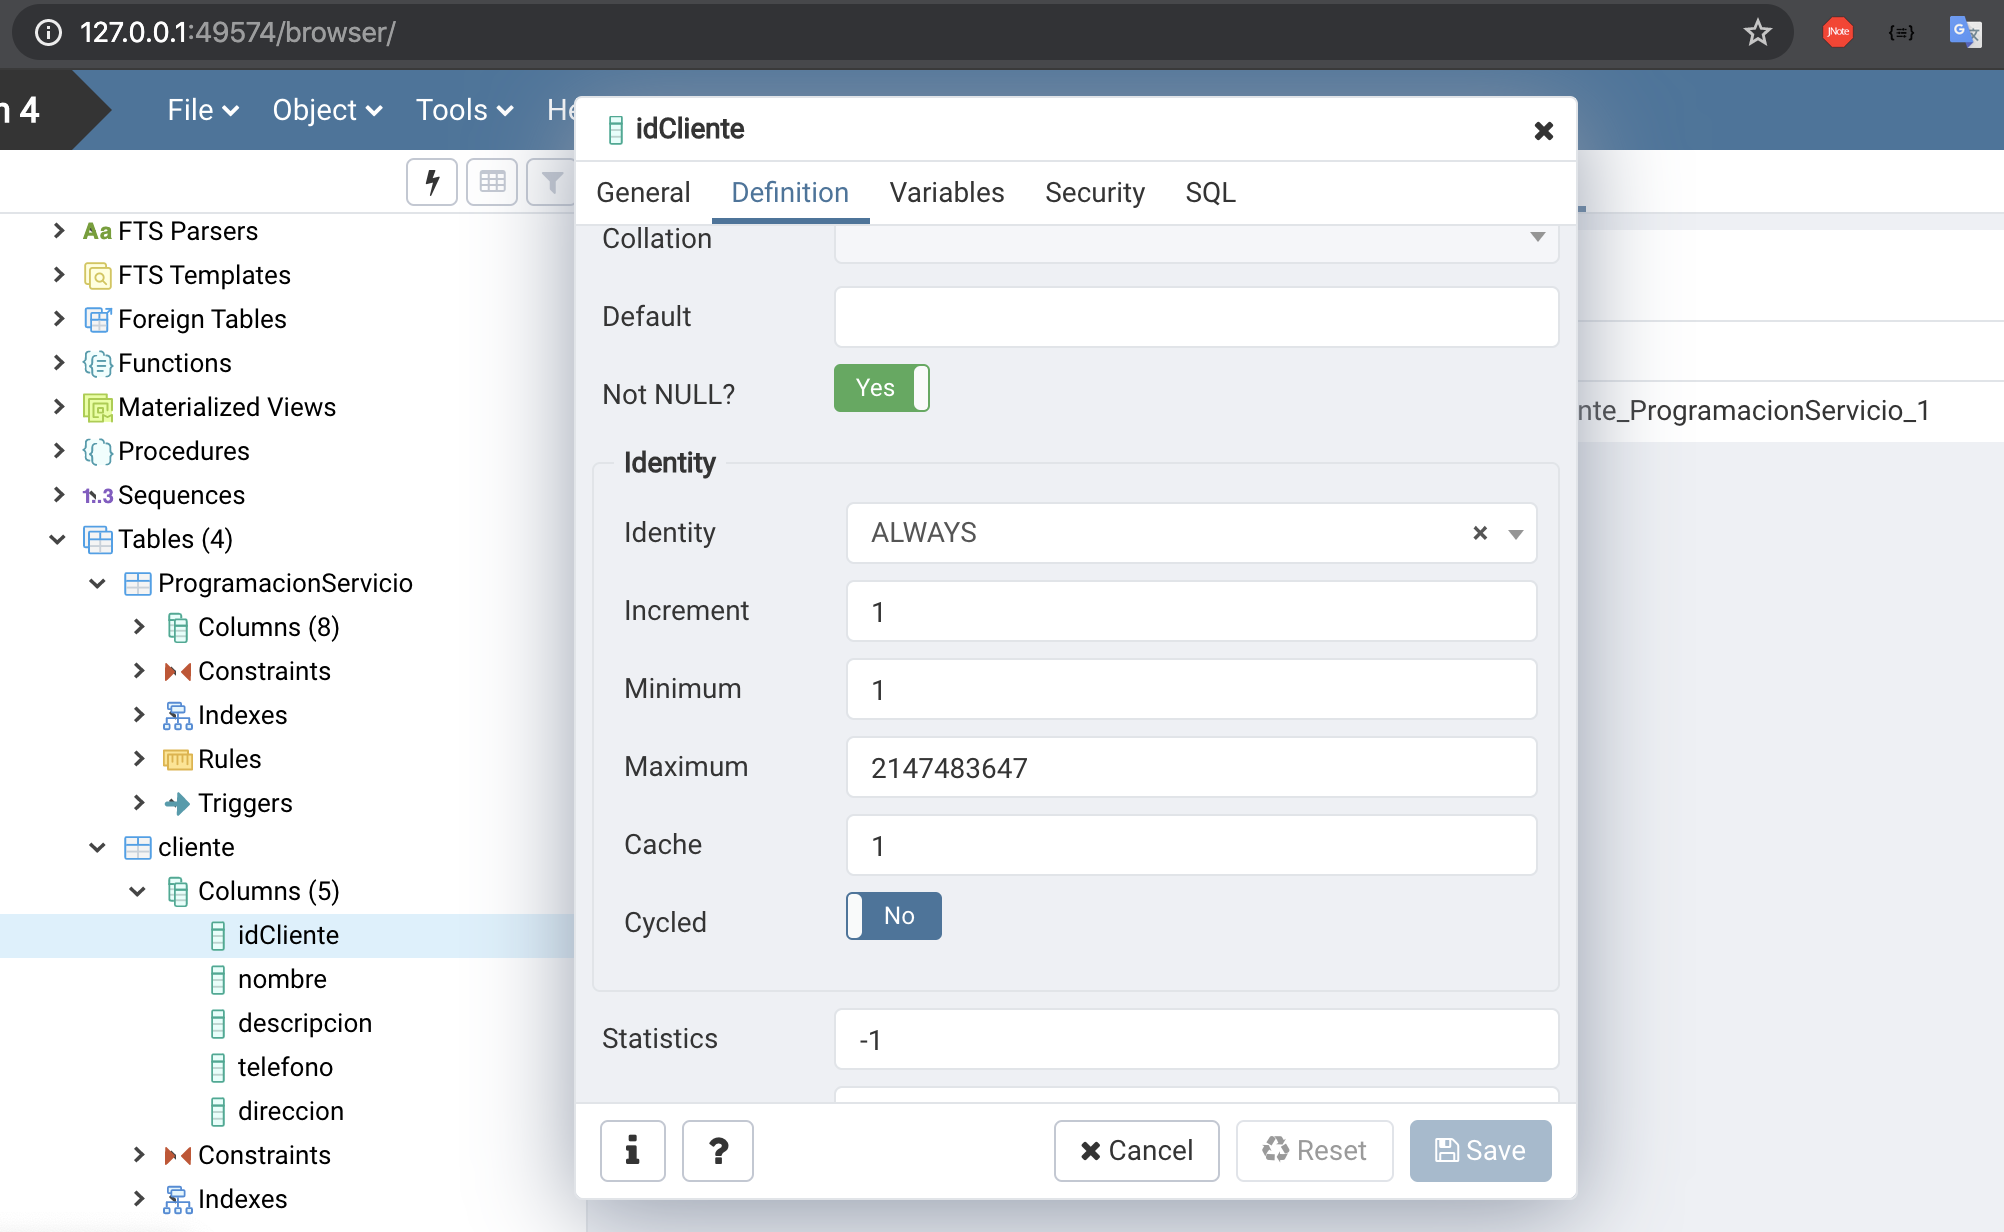 127.0.0.1:49574/browser/
JNote
4
File
Object
Tools
idCliente
General
Definition
Variables
Security
SQL
Aa FTS Parsers
FTS Templates
Foreign Tables
Functions
Materialized Views
Procedures
1..3 Sequences
Tables (4)
ProgramacionServicio
Columns (8)
Constraints
Indexes
Rules
Triggers
cliente
Columns (5)
idCliente
nombre
descripcion
telefono
direccion
Constraints
Indexes
Collation
Default
Not NULL?
Yes
Identity
Identity
ALWAYS
Increment
1
Minimum
1
Maximum
2147483647
Cache
1
Cycled
No
Statistics
-1
i
?
Cancel
Reset
Save
nte_ProgramacionServicio_1